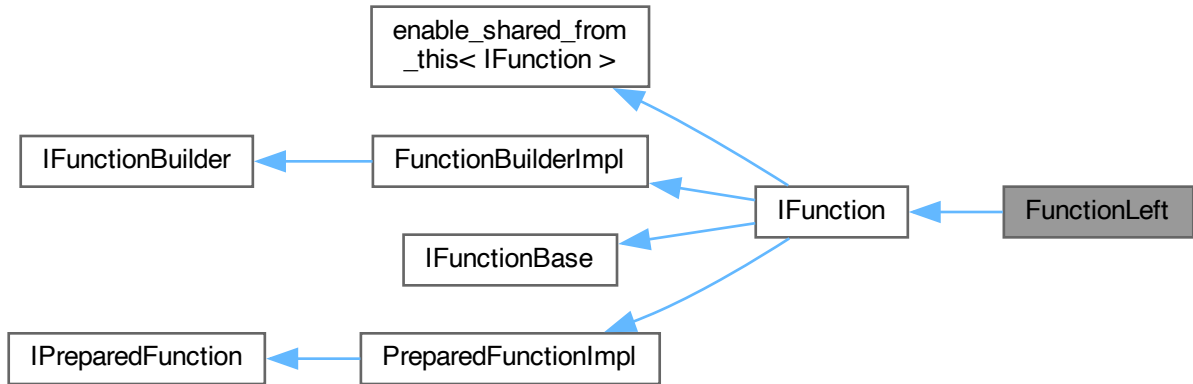 enable_shared_from
_this< IFunction >
IFunctionBuilder
FunctionBuilderImpl
IFunction
FunctionLeft
IFunctionBase
IPreparedFunction
PreparedFunctionImpl